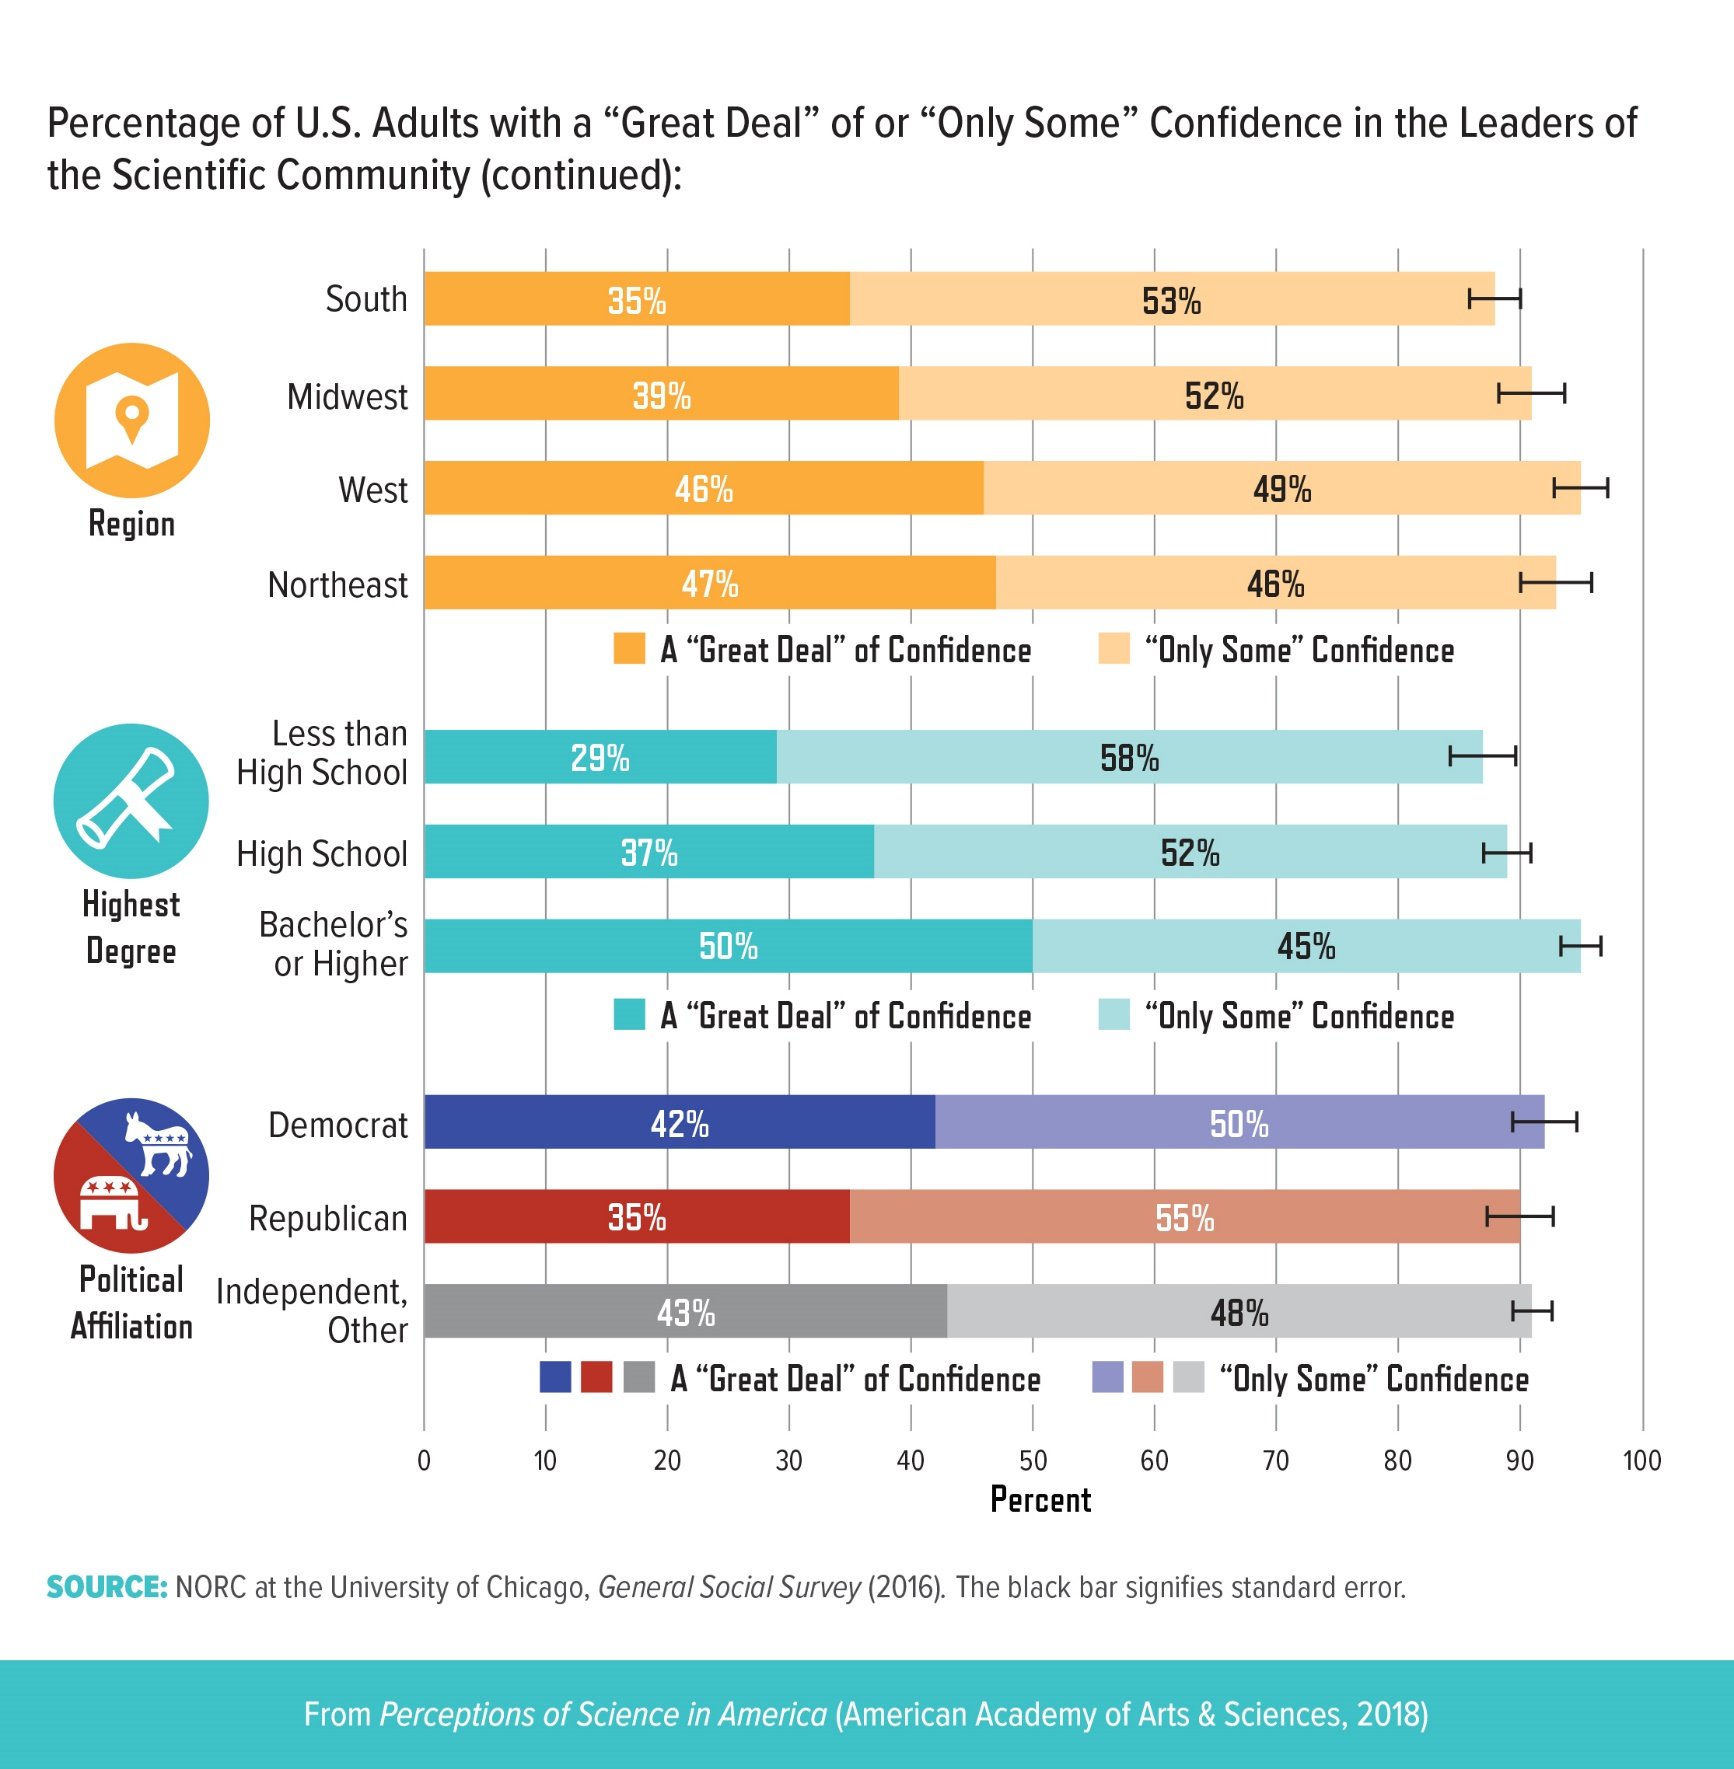 Percentage of U.S. Adults with a “Great Deal” of or “Only Some” Confidence in the Leaders of
the Scientific Community (continued):
South 35% 53%
Midwest 39% 52%
West 46% 49%
Northeast 47% 46%
Region
A “Great Deal” of Confidence “Only Some” Confidence
Less than
High School
29% 58%
High School 37% 52%
Bachelor’s
or Higher
50% 45%
Highest
Degree
A “Great Deal” of Confidence “Only Some” Confidence
Democrat 42% 50%
Republican 35% 55%
Independent,
Other
43% 48%
Political
Affiliation
A “Great Deal” of Confidence “Only Some” Confidence
0 10 20 30 40 50 60 70 80 90 100
Percent
SOURCE: NORC at the University of Chicago, General Social Survey (2016). The black bar signifies standard error.
From Perceptions of Science in America (American Academy of Arts & Sciences, 2018)